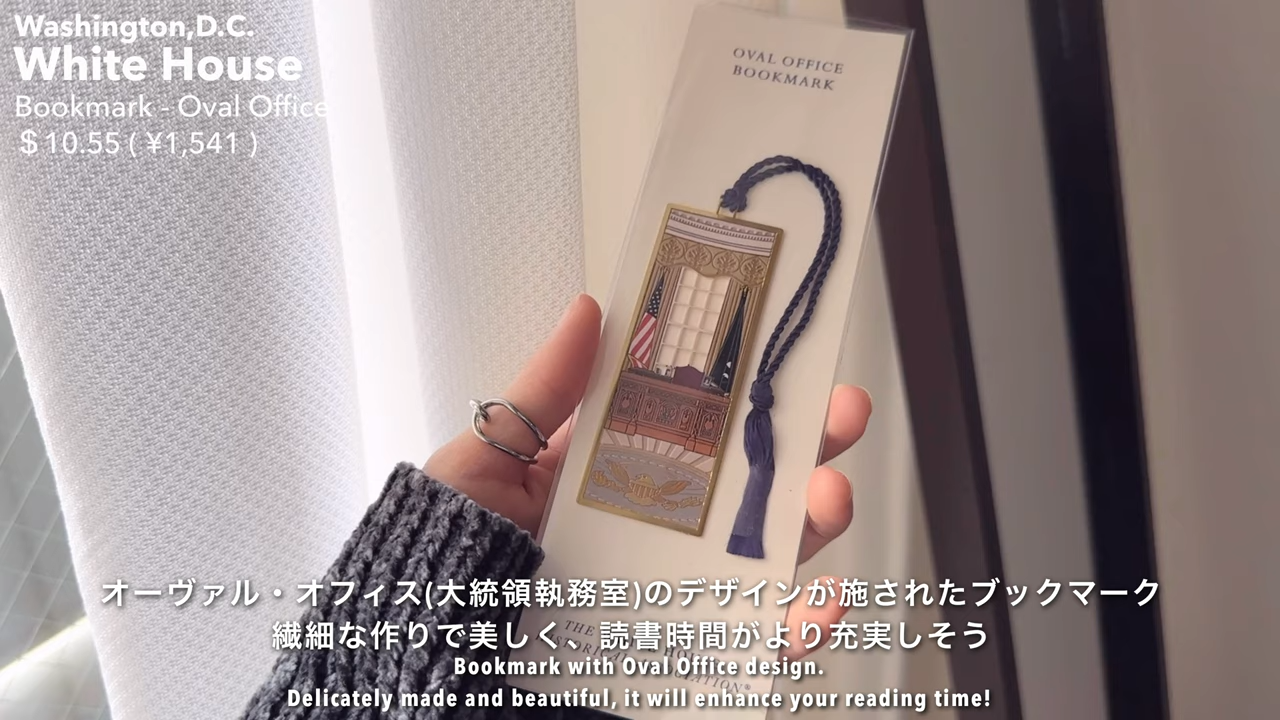 Washington,D.C.
White House
Bookmark - Oval Office
$10.55 ( ¥1,541 )
OVAL OFFICE
BOOKMARK
オーヴァル・オフィス(大統領執務室)のデザインが施されたブックマーク
繊細な作りで美しく、読書時間がより充実しそう
Bookmark with Oval Office design.
Delicately made and beautiful, it will enhance your reading time!